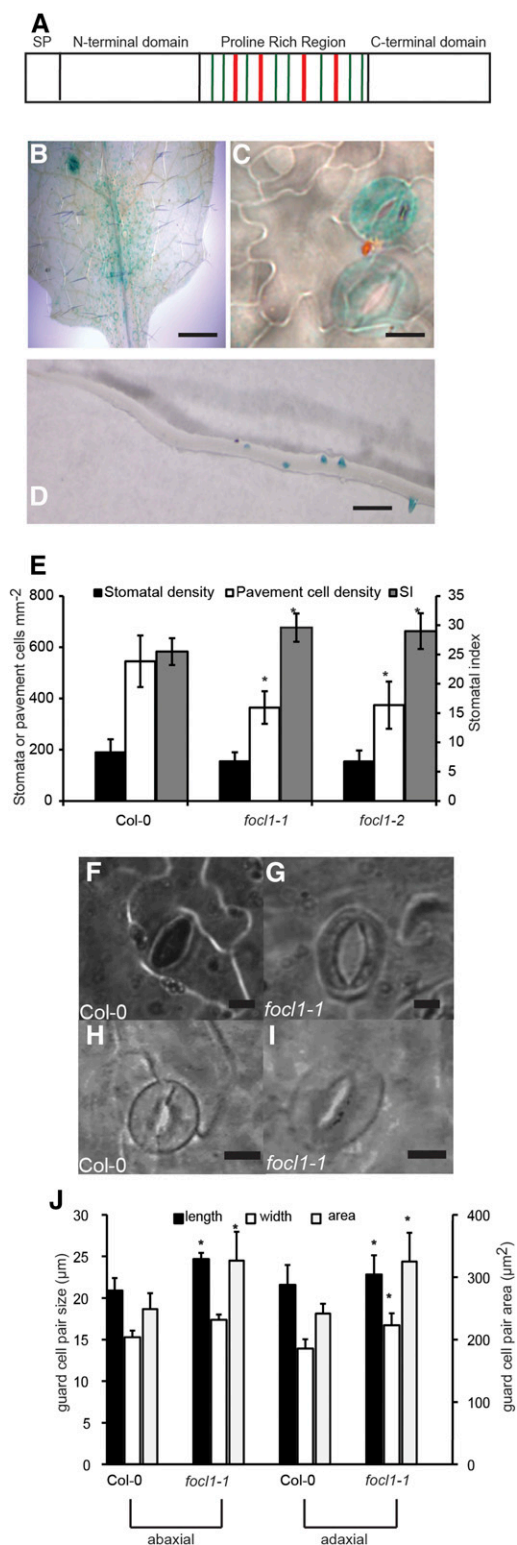 A
SP N-terminal domain Proline Rich Region C-terminal domain
B
C
D
E
Stomatal density Pavement cell density SI
Stomata or pavement cells mm-2
800
600
400
200
0
* * * *
35
30
25
20
15
10
5
0
Stomatal index
Col-0 focl1-1 focl1-2
F
Col-0
G
focl1-1
H
Col-0
I
focl1-1
J
length width area
guard cell pair size (µm)
30
25
20
15
10
5
0
* * * * *
400
300
200
100
0
guard cell pair area (µm2)
Col-0 focl1-1 Col-0 focl1-1
abaxial adaxial